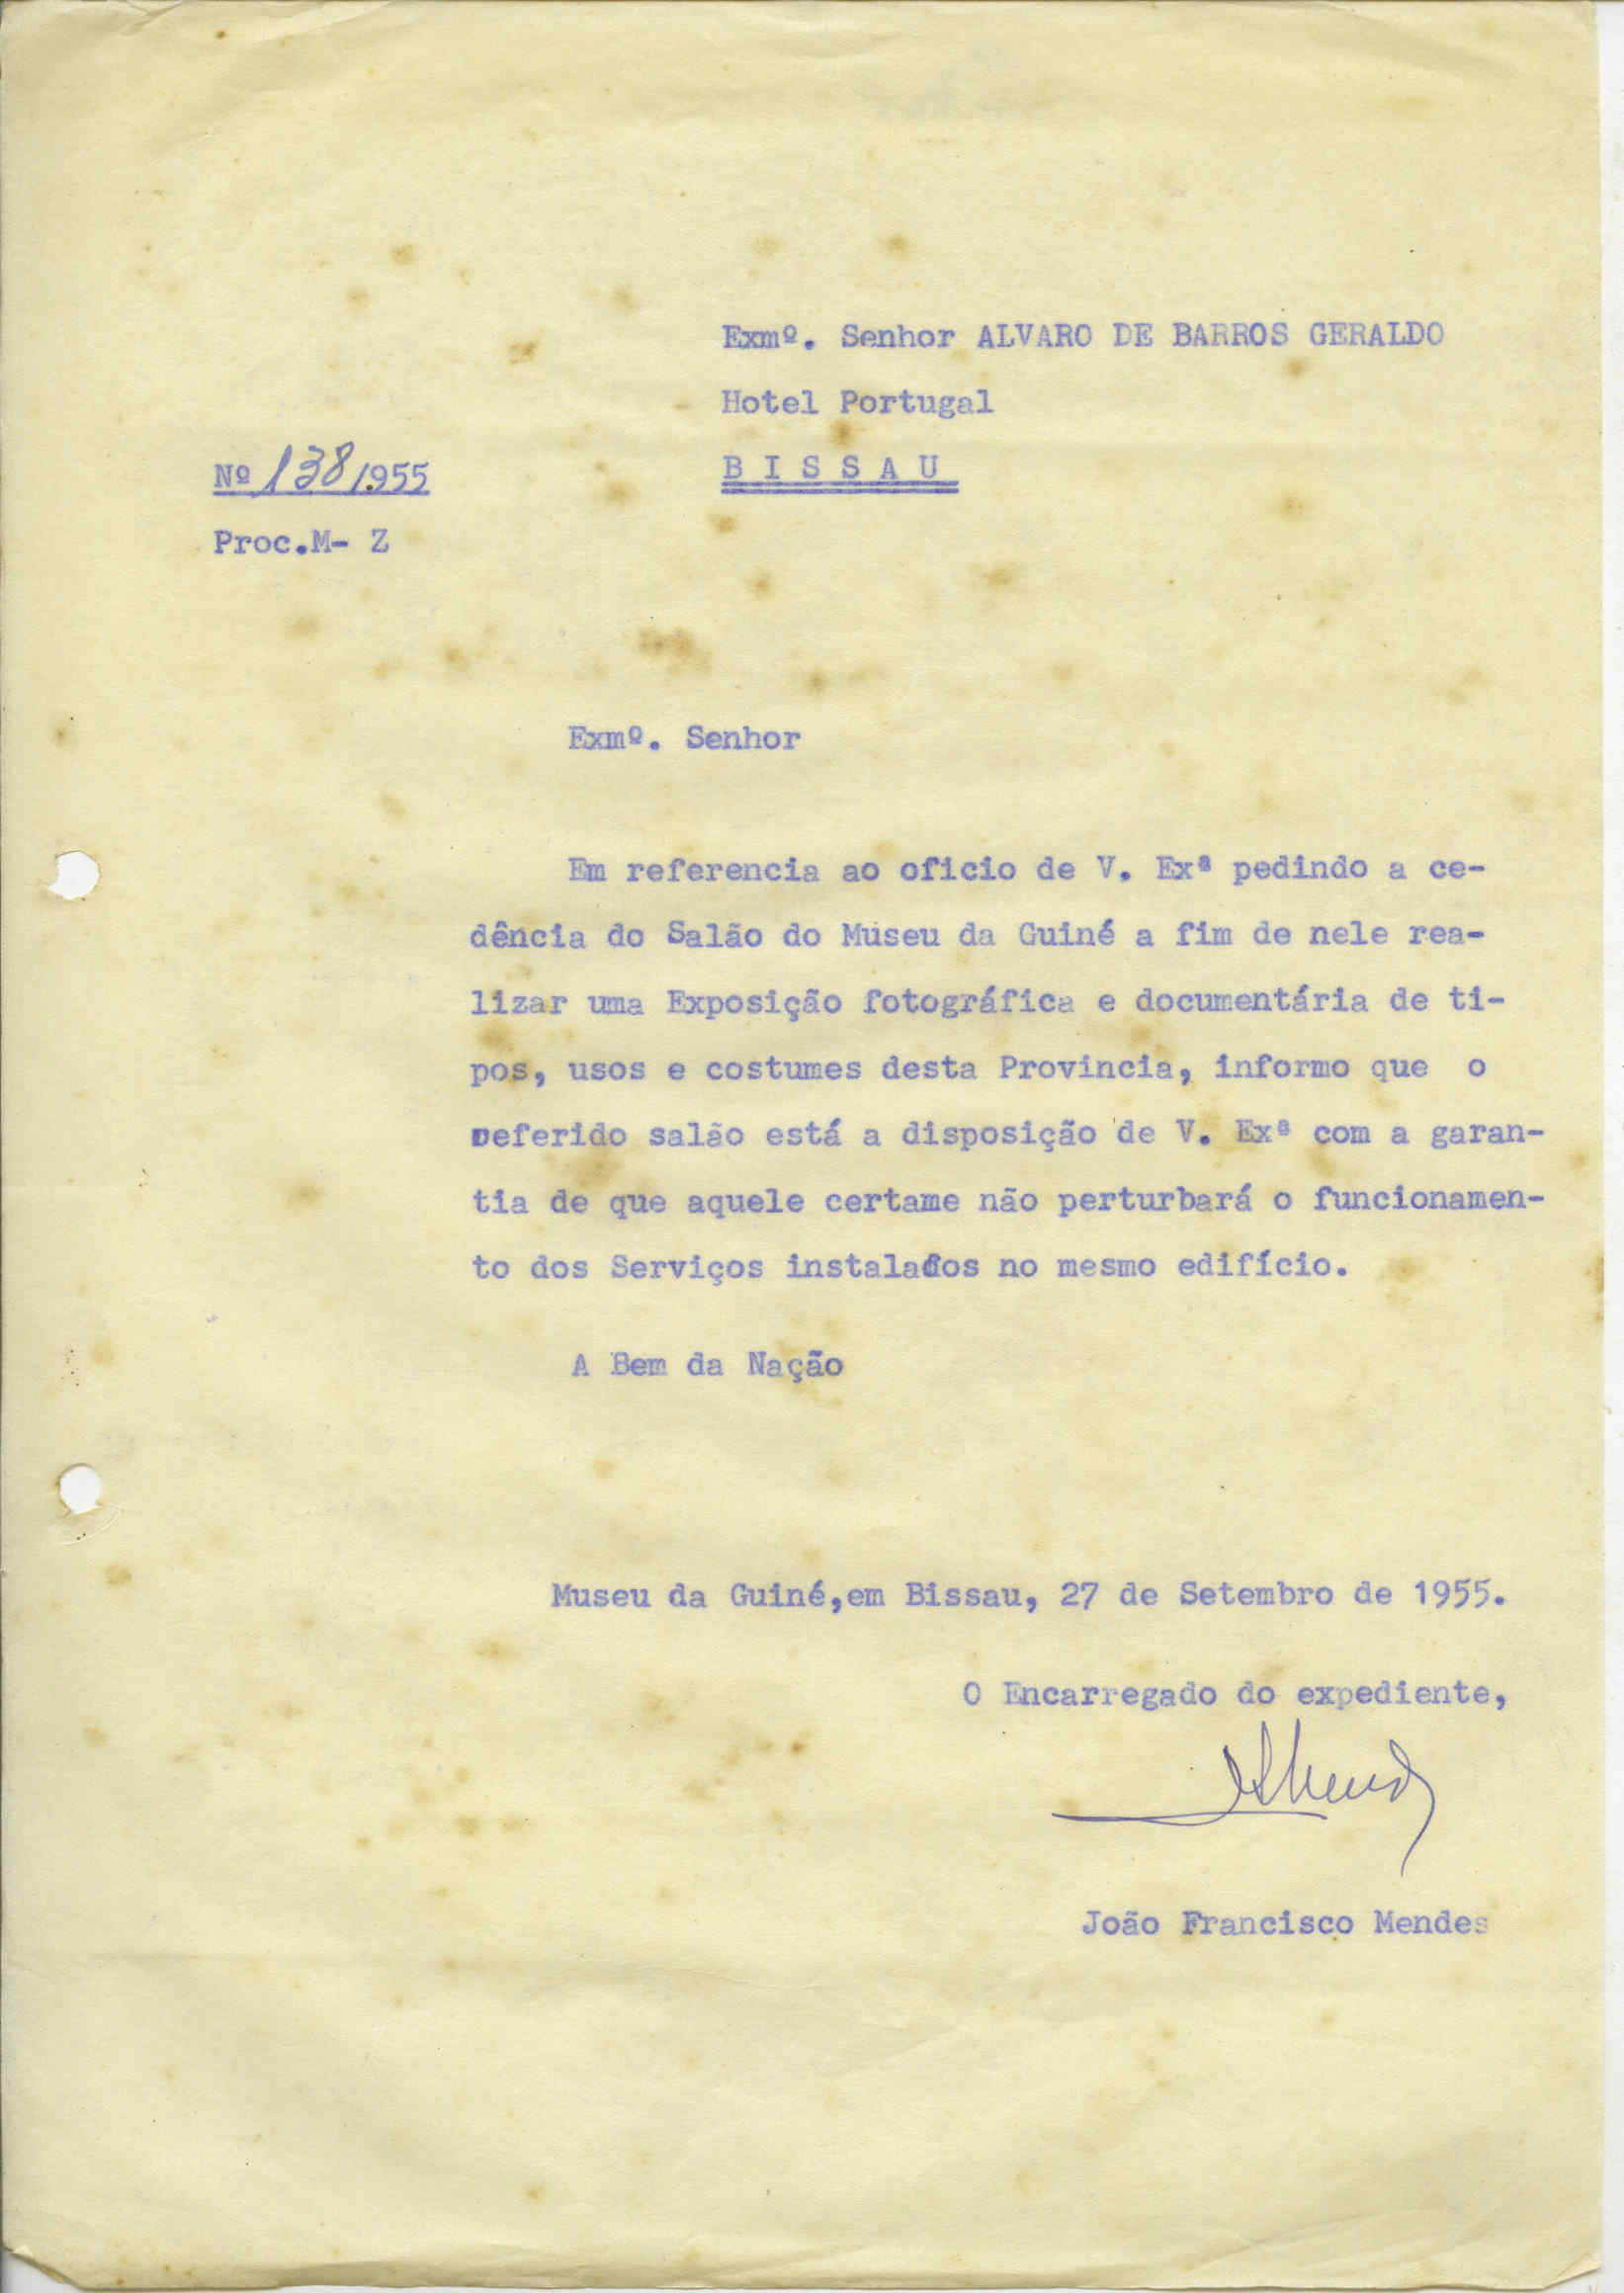 Exmº. Senhor ALVARO DE BARROS GERALDO
Hotel Portugal
Nº 138/1955
B I S S A U
Proc.M- Z
Exmº. Senhor
Em referencia ao oficio de V. Exª pedindo a ce-
dência do Salão do Museu da Guiné a fim de nele rea-
lizar uma Exposição fotográfica e documentária de ti-
pos, usos e costumes desta Provincia, informo que o
referido salão está a disposição de V. Exª com a garan-
tia de que aquele certame não perturbará o funcionamen-
to dos Serviços instalados no mesmo edifício.
A Bem da Nação
Museu da Guiné,em Bissau, 27 de Setembro de 1955.
O Encarregado do expediente,
João Francisco Mendes